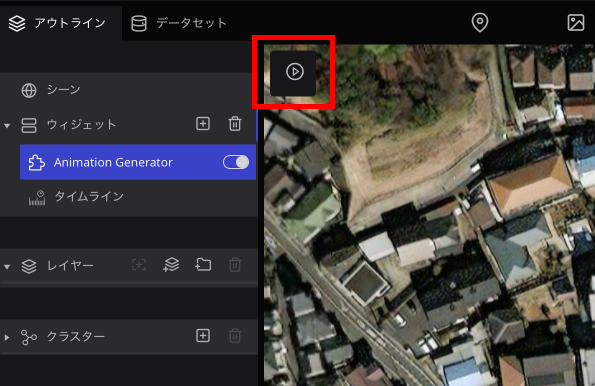 アウトライン
データセット
シーン
ウィジェット
Animation Generator
タイムライン
レイヤー
クラスター